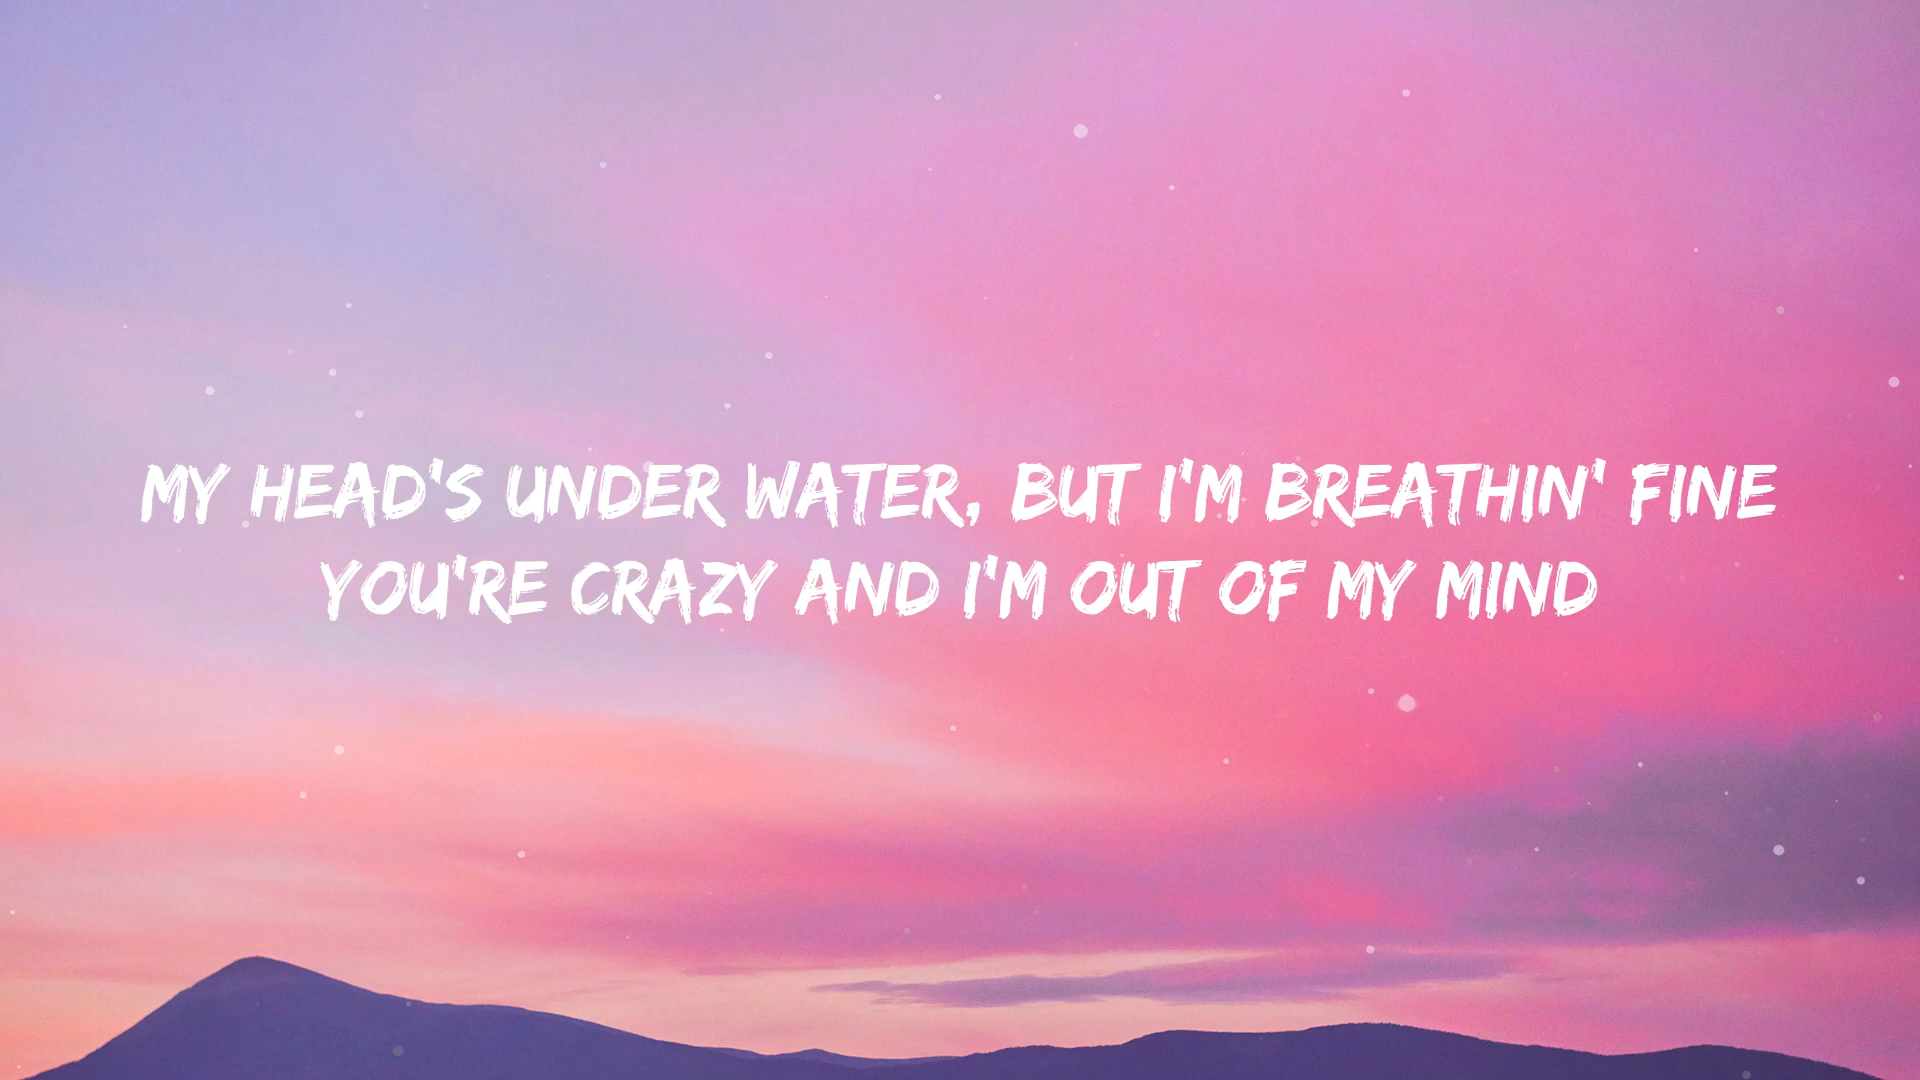 MY HEAD'S UNDER WATER, BUT I'M BREATHIN' FINE
YOU'RE CRAZY AND I'M OUT OF MY MIND